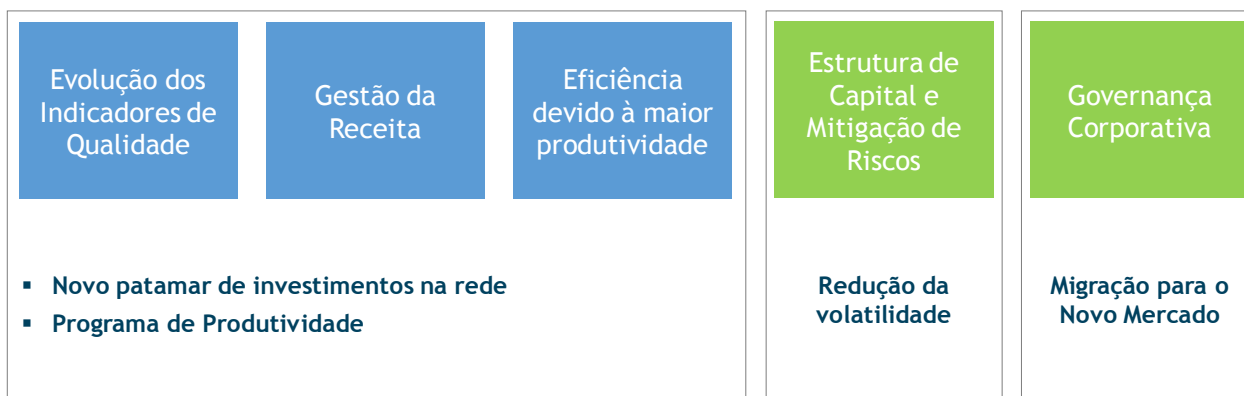 Evolução dos
Indicadores de
Qualidade
Gestão da
Receita
Eficiência
devido à maior
produtividade
Estrutura de
Capital e
Mitigação de
Riscos
Governança
Corporativa
▪ Novo patamar de investimentos na rede
▪ Programa de Produtividade
Redução da
volatilidade
Migração para o
Novo Mercado